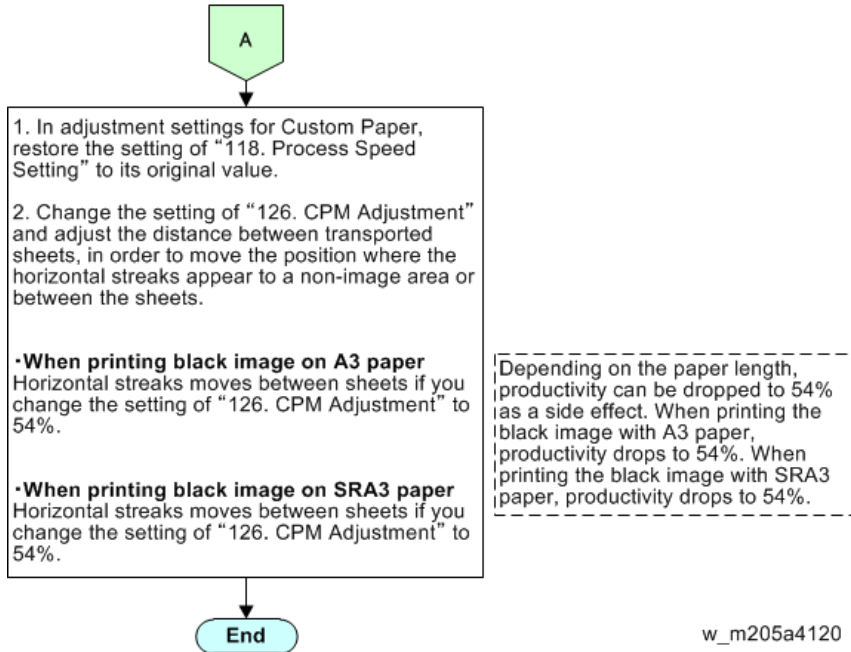 A
1. In adjustment settings for Custom Paper,
restore the setting of “118. Process Speed
Setting” to its original value.
2. Change the setting of “126. CPM Adjustment”
and adjust the distance between transported
sheets, in order to move the position where the
horizontal streaks appear to a non-image area or
between the sheets.
・When printing black image on A3 paper
Horizontal streaks moves between sheets if you
change the setting of “126. CPM Adjustment” to
54%.
・When printing black image on SRA3 paper
Horizontal streaks moves between sheets if you
change the setting of “126. CPM Adjustment” to
54%.
Depending on the paper length,
productivity can be dropped to 54%
as a side effect. When printing the
black image with A3 paper,
productivity drops to 54%. When
printing the black image with SRA3
paper, productivity drops to 54%.
End
w_m205a4120